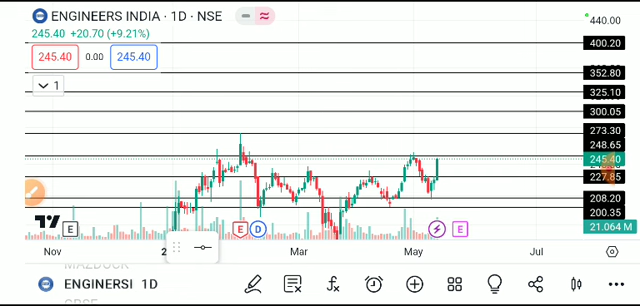 ENGINEERS INDIA · 1D · NSE
245.40 +20.70 (+9.21%)
245.40 0.00 245.40
1
440.00
400.20
352.80
325.10
300.05
273.30
248.65
245.40
227.85
208.20
200.35
21.064 M
E E D E
Nov Mar May Jul
ENGINERSI 1D